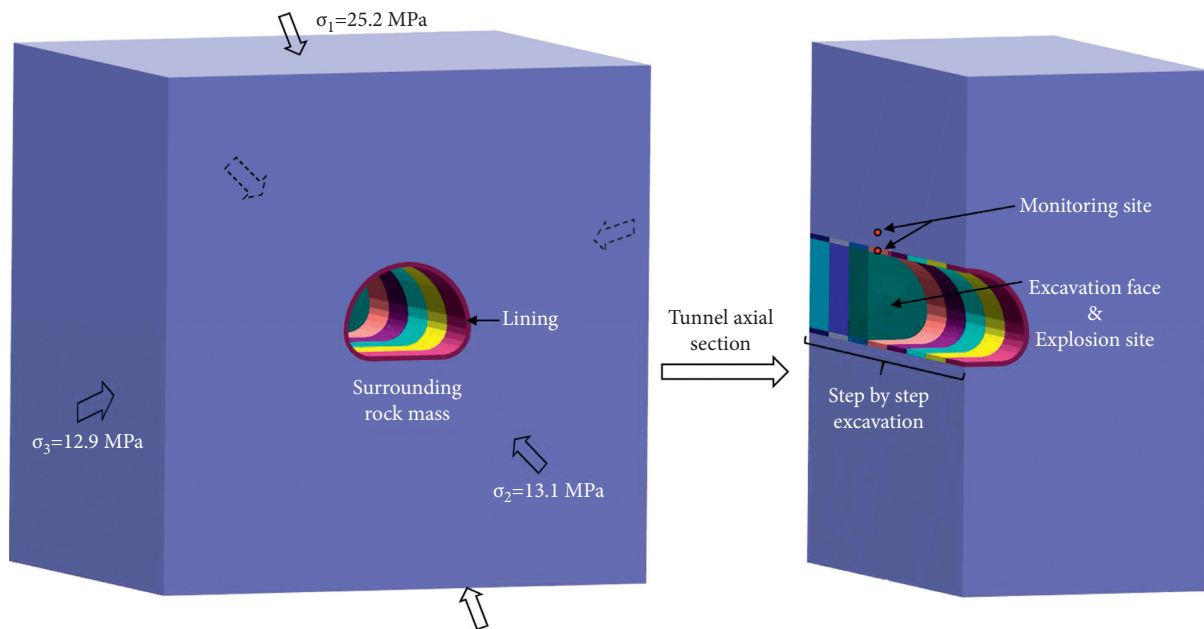 σ₁=25.2 MPa
Lining
Surrounding
rock mass
σ₃=12.9 MPa
σ₂=13.1 MPa
Tunnel axial
section
Monitoring site
Excavation face
&
Explosion site
Step by step
excavation